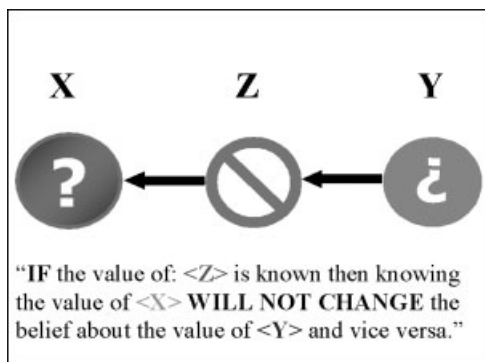 X Z Y
? ¿
“IF the value of: <Z> is known then knowing
the value of <X> WILL NOT CHANGE the
belief about the value of <Y> and vice versa.”